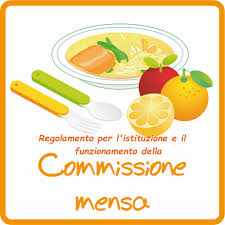 Regolamento per l'istituzione e il
funzionamento della
Commissione
mensa